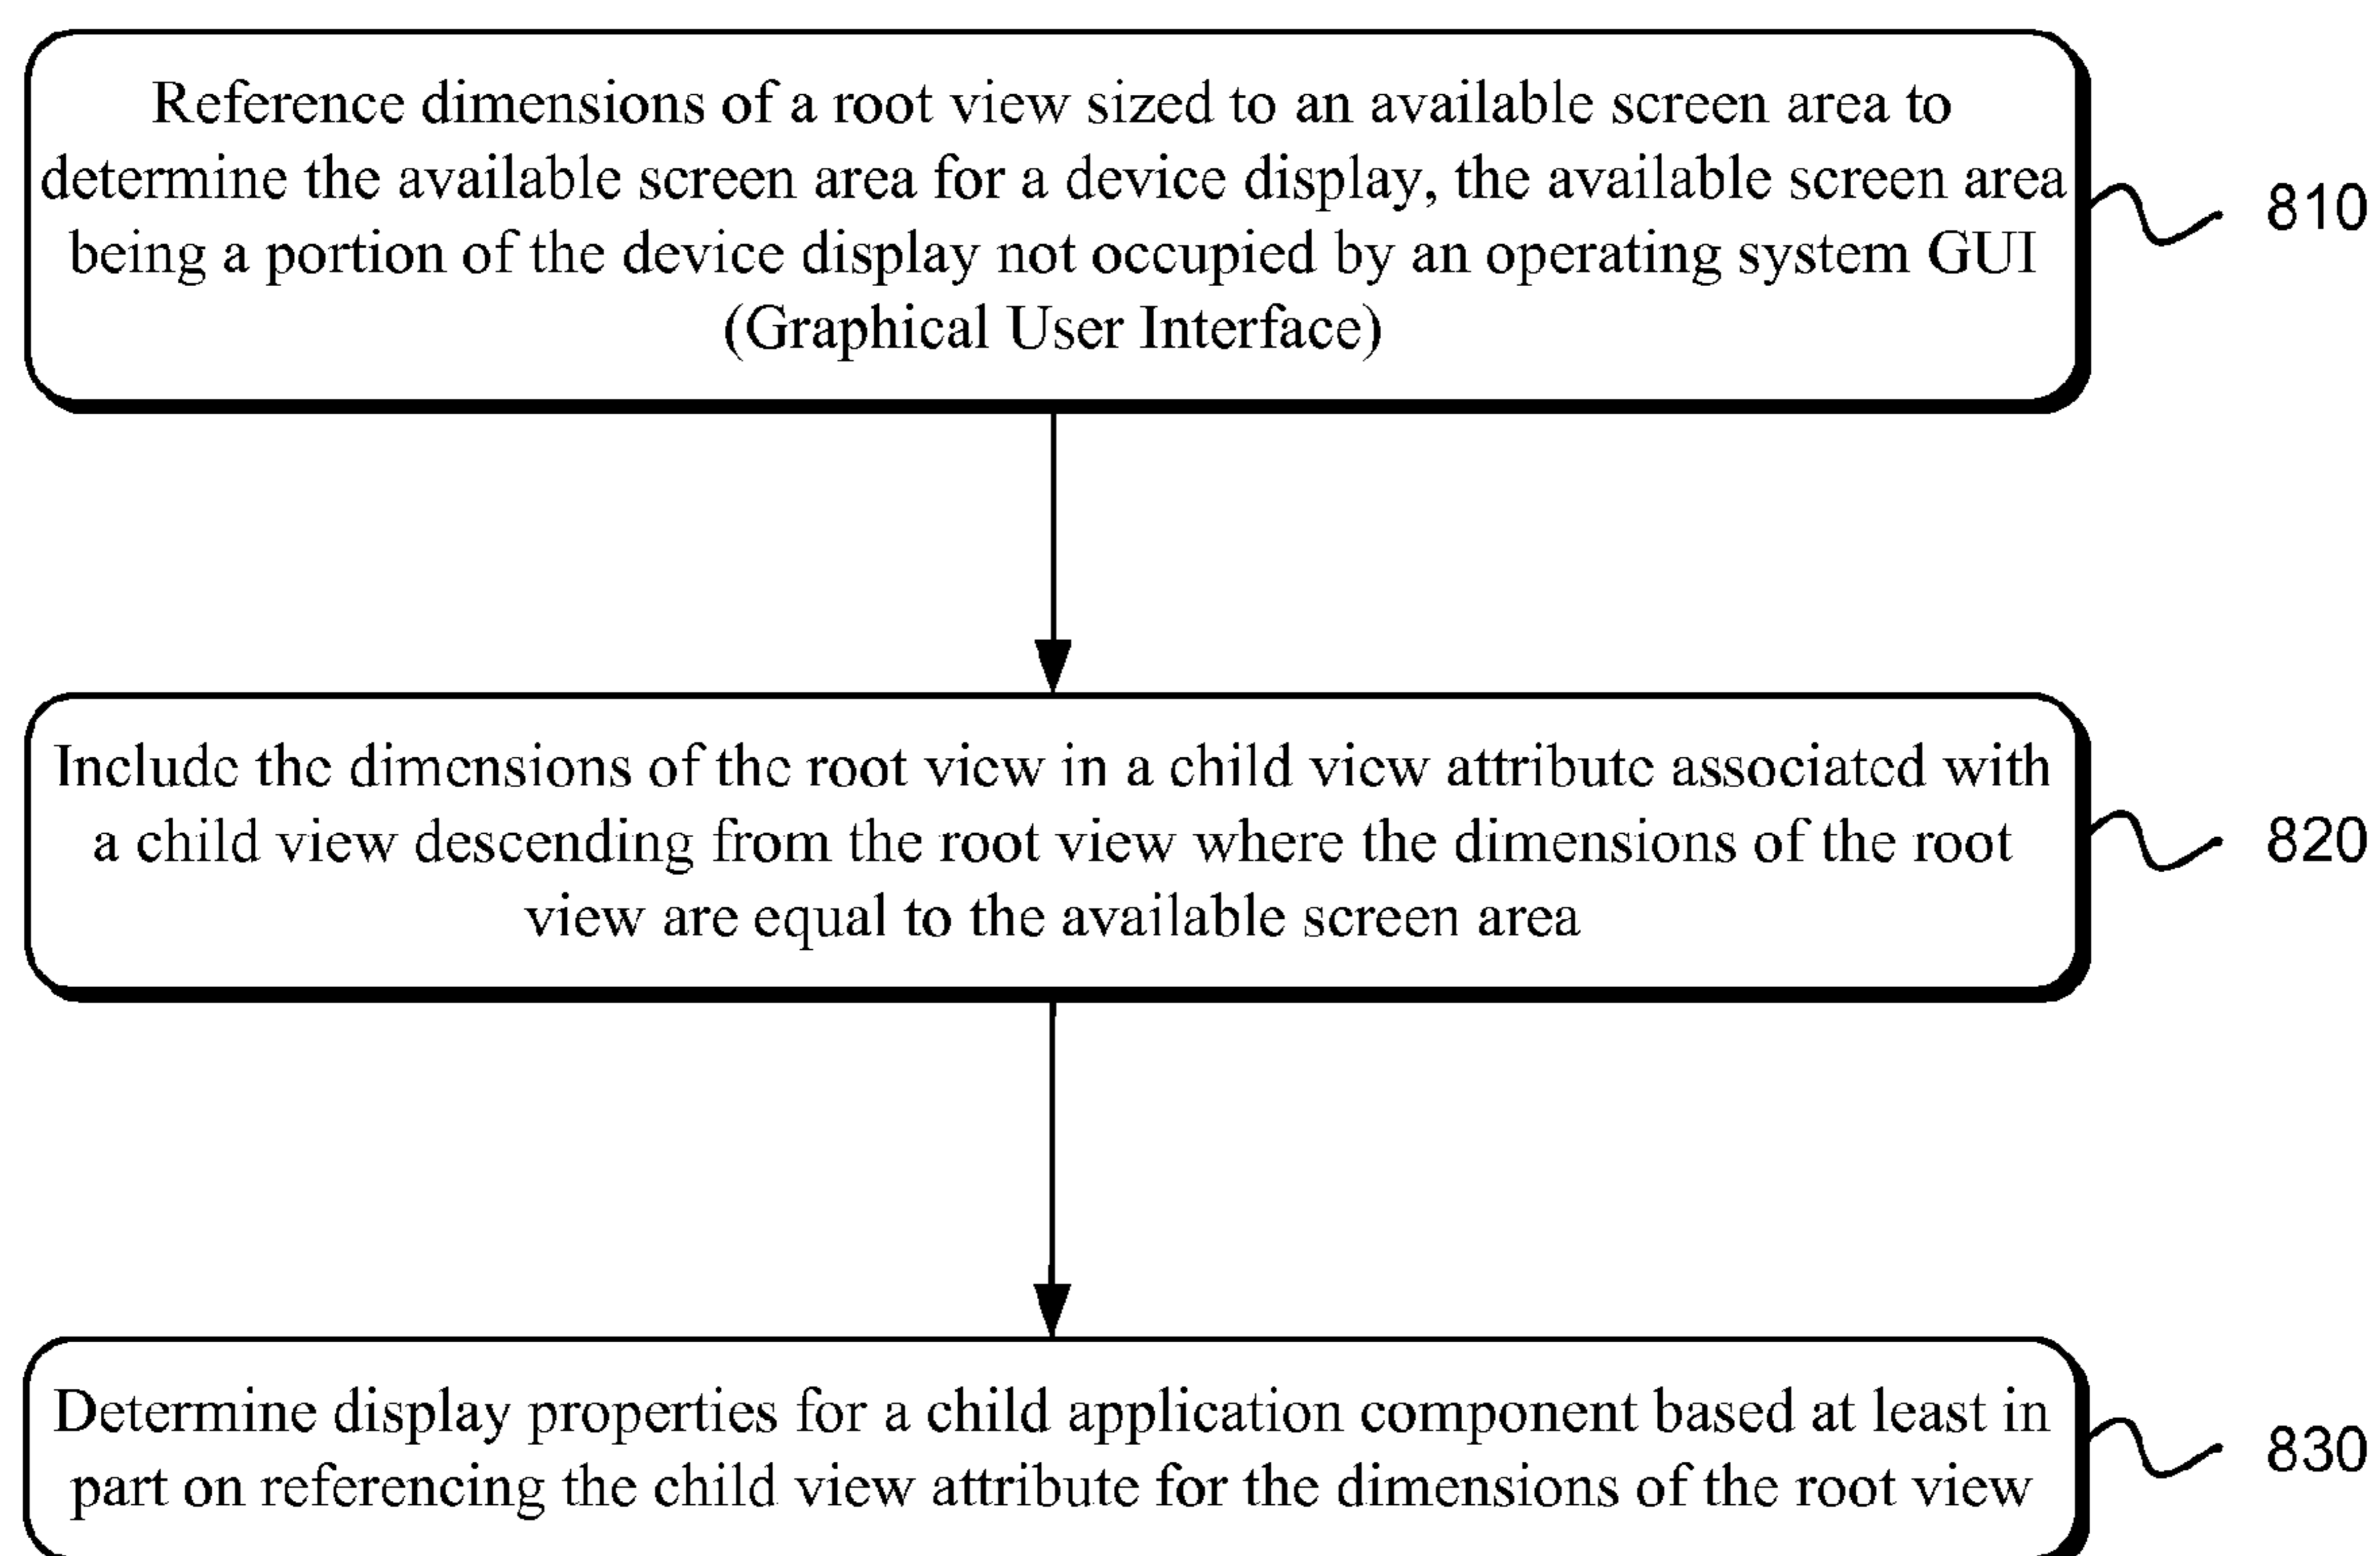 Reference dimensions of a root view sized to an available screen area to
determine the available screen area for a device display, the available screen area
being a portion of the device display not occupied by an operating system GUI
(Graphical User Interface)
810
Include the dimensions of the root view in a child view attribute associated with
a child view descending from the root view where the dimensions of the root
view are equal to the available screen area
820
Determine display properties for a child application component based at least in
part on referencing the child view attribute for the dimensions of the root view
830